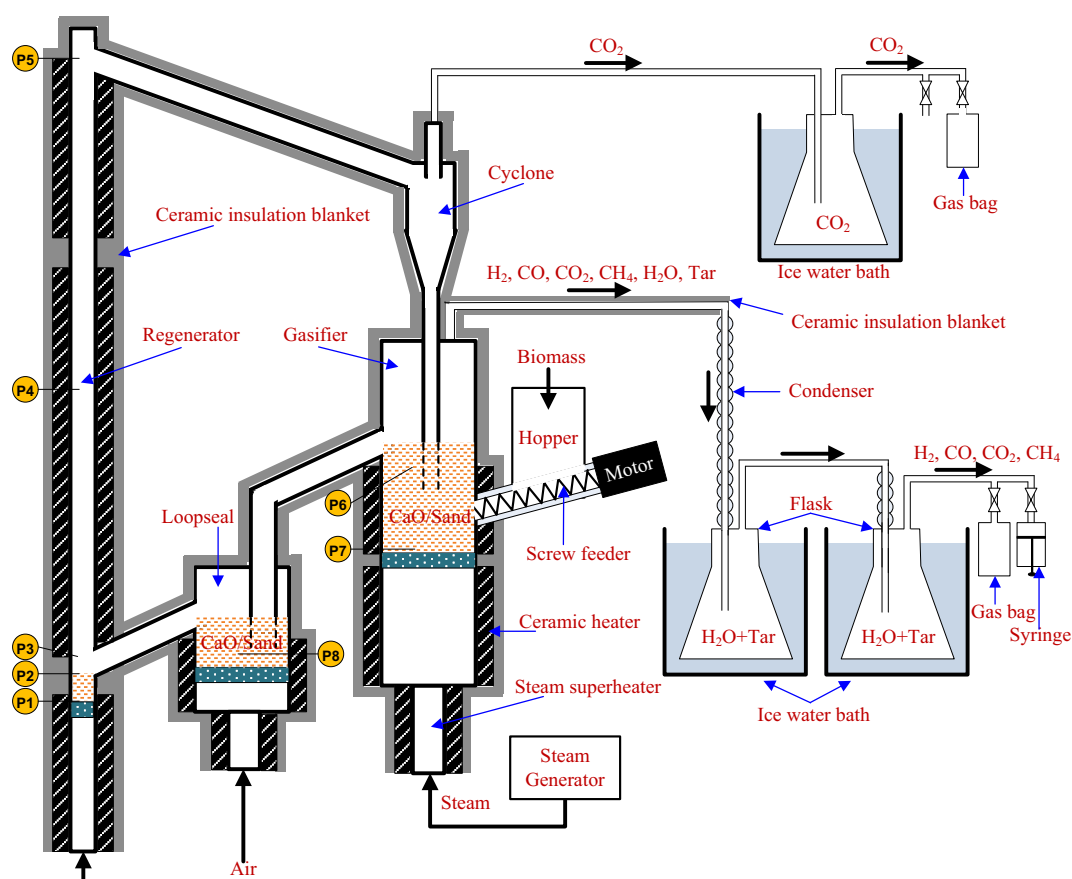 CO₂
CO₂
P5
Cyclone
Gas bag
CO₂
Ceramic insulation blanket
Ice water bath
H₂, CO, CO₂, CH₄, H₂O, Tar
Ceramic insulation blanket
Regenerator
Gasifier
Biomass
P4
Condenser
Hopper
H₂, CO, CO₂, CH₄
Motor
P6
Flask
Loopseal
CaO/Sand
P7
Screw feeder
Gas bag
Syringe
Ceramic heater
H₂O+Tar
H₂O+Tar
P3
CaO/Sand
P8
P2
P1
Steam superheater
Ice water bath
Steam
Generator
Steam
Air